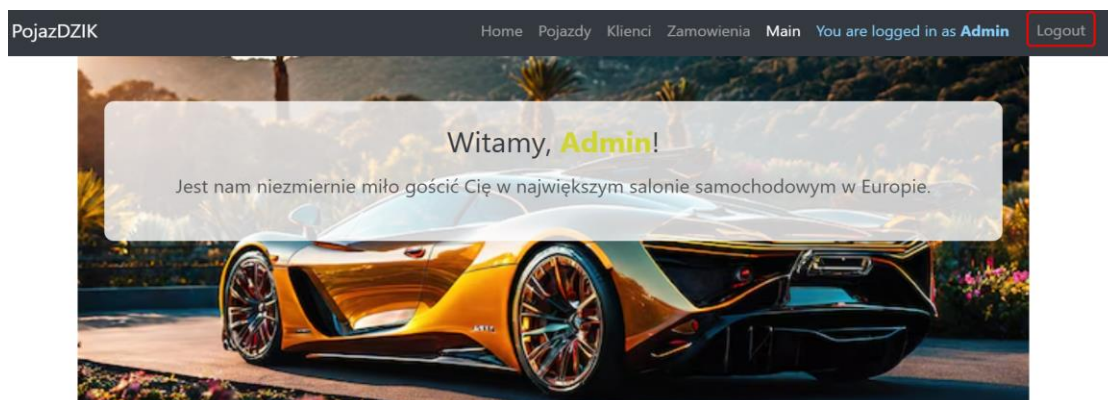 PojazDZIK Home Pojazdy Klienci Zamowienia Main You are logged in as Admin Logout
Witamy, Admin!
Jest nam niezmiernie miło gościć Cię w największym salonie samochodowym w Europie.